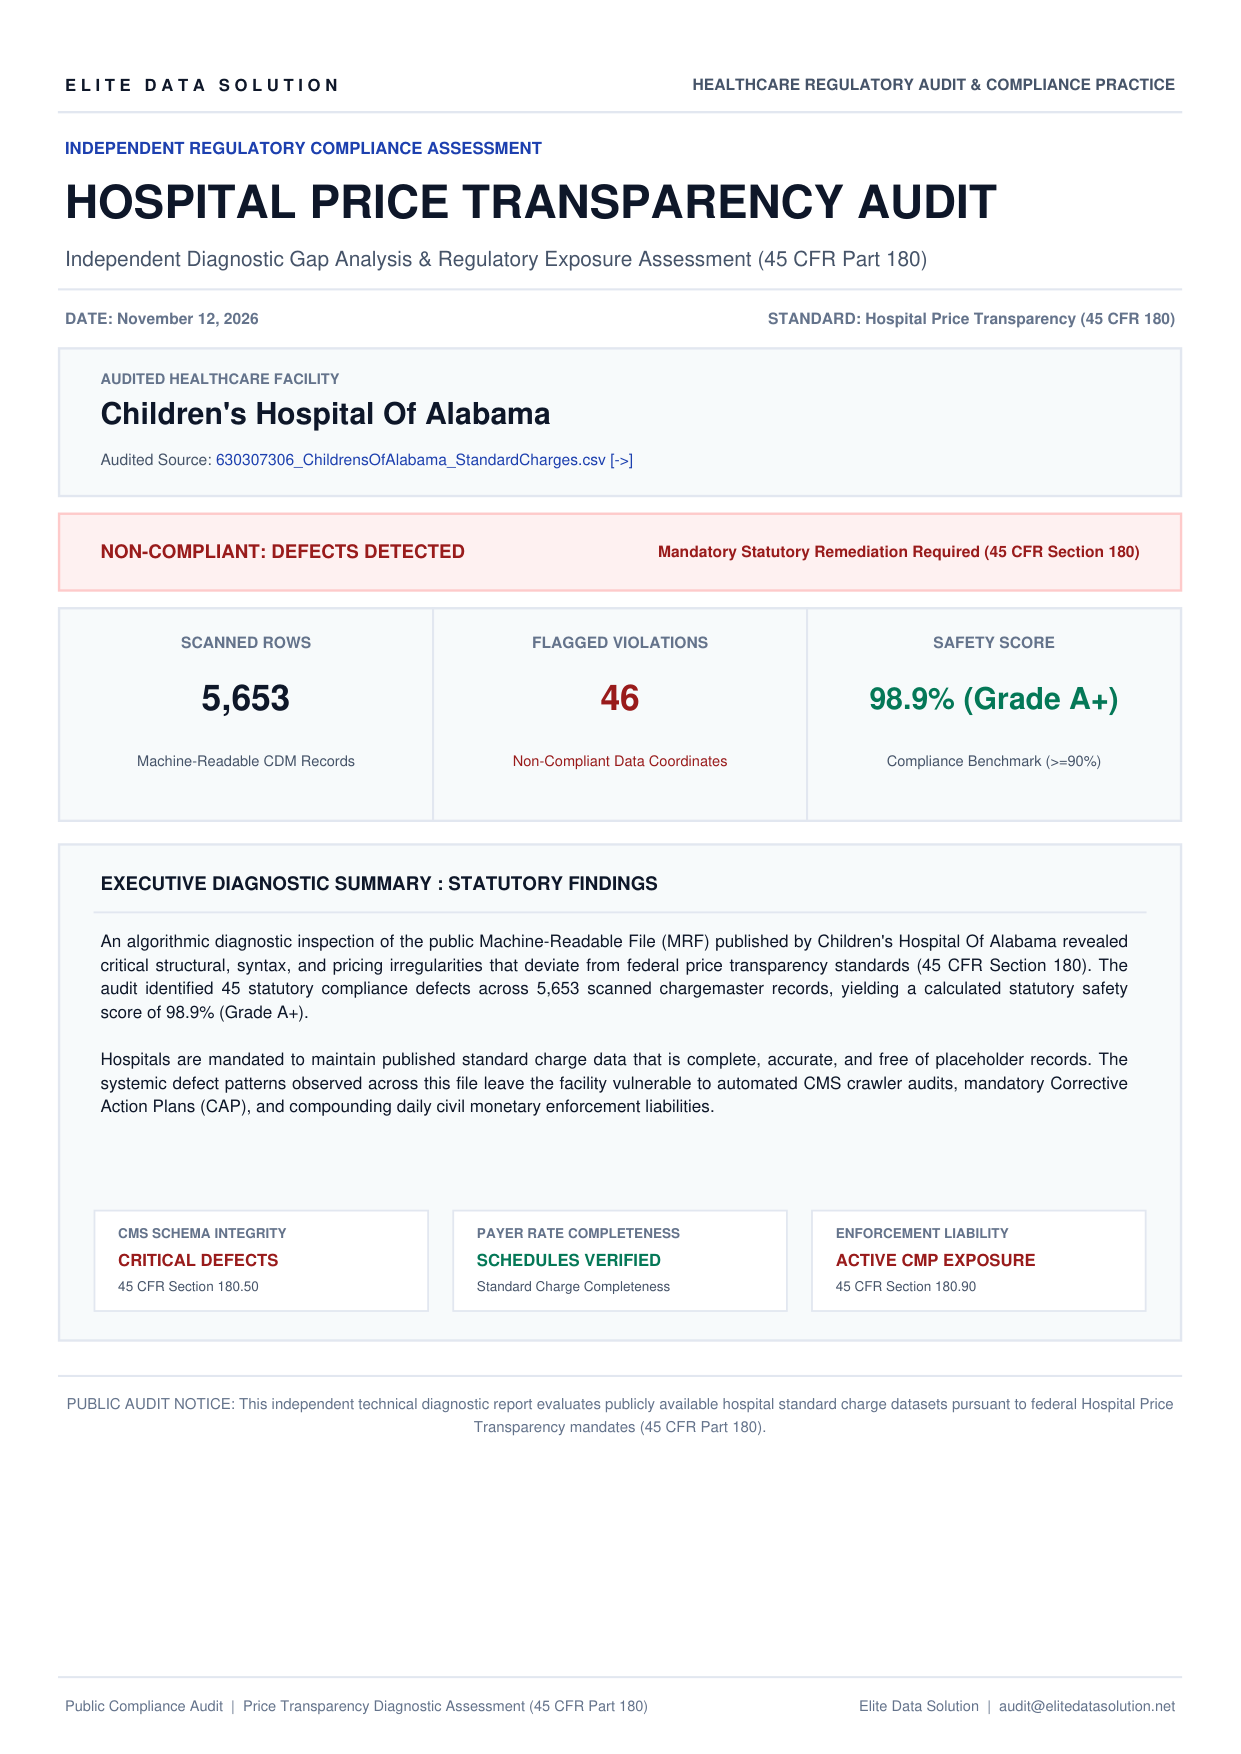 ELITE DATA SOLUTION
HEALTHCARE REGULATORY AUDIT & COMPLIANCE PRACTICE
INDEPENDENT REGULATORY COMPLIANCE ASSESSMENT
HOSPITAL PRICE TRANSPARENCY AUDIT
Independent Diagnostic Gap Analysis & Regulatory Exposure Assessment (45 CFR Part 180)
DATE: November 12, 2026
STANDARD: Hospital Price Transparency (45 CFR 180)
AUDITED HEALTHCARE FACILITY
Children's Hospital Of Alabama
Audited Source: 630307306_ChildrensOfAlabama_StandardCharges.csv [->]
NON-COMPLIANT: DEFECTS DETECTED
Mandatory Statutory Remediation Required (45 CFR Section 180)
SCANNED ROWS
5,653
Machine-Readable CDM Records
FLAGGED VIOLATIONS
46
Non-Compliant Data Coordinates
SAFETY SCORE
98.9% (Grade A+)
Compliance Benchmark (>=90%)
EXECUTIVE DIAGNOSTIC SUMMARY : STATUTORY FINDINGS
An algorithmic diagnostic inspection of the public Machine-Readable File (MRF) published by Children's Hospital Of Alabama revealed
critical structural, syntax, and pricing irregularities that deviate from federal price transparency standards (45 CFR Section 180). The
audit identified 45 statutory compliance defects across 5,653 scanned chargemaster records, yielding a calculated statutory safety
score of 98.9% (Grade A+).
Hospitals are mandated to maintain published standard charge data that is complete, accurate, and free of placeholder records. The
systemic defect patterns observed across this file leave the facility vulnerable to automated CMS crawler audits, mandatory Corrective
Action Plans (CAP), and compounding daily civil monetary enforcement liabilities.
CMS SCHEMA INTEGRITY
CRITICAL DEFECTS
45 CFR Section 180.50
PAYER RATE COMPLETENESS
SCHEDULES VERIFIED
Standard Charge Completeness
ENFORCEMENT LIABILITY
ACTIVE CMP EXPOSURE
45 CFR Section 180.90
PUBLIC AUDIT NOTICE: This independent technical diagnostic report evaluates publicly available hospital standard charge datasets pursuant to federal Hospital Price
Transparency mandates (45 CFR Part 180).
Public Compliance Audit | Price Transparency Diagnostic Assessment (45 CFR Part 180)
Elite Data Solution | audit@elitedatasolution.net